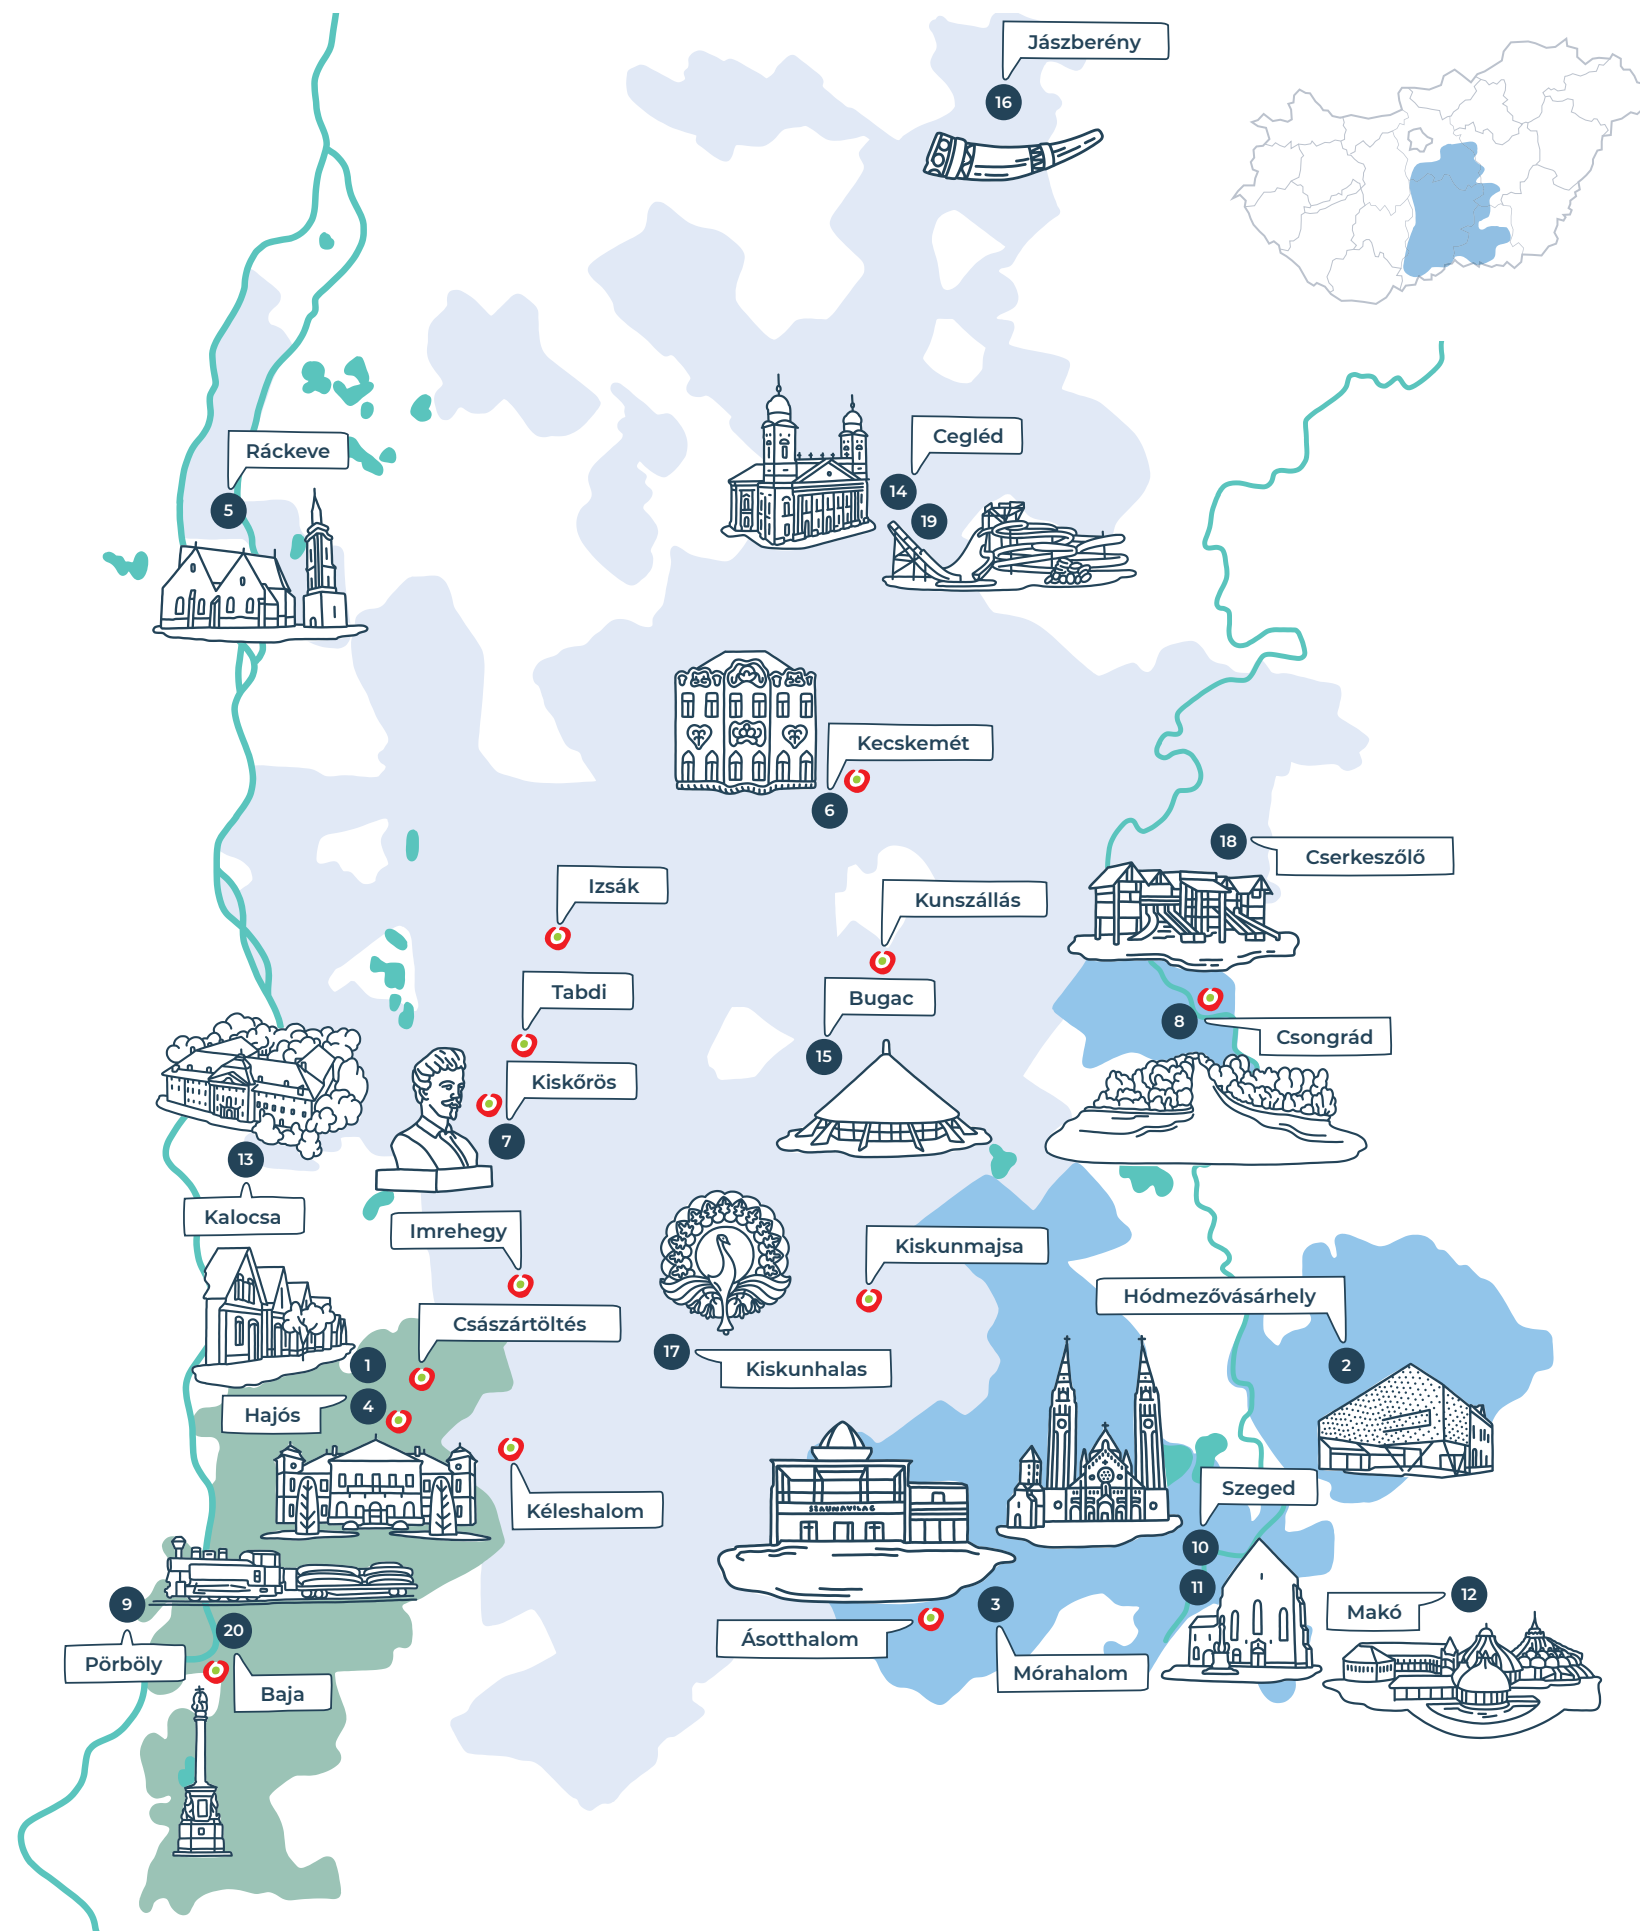 Jászberény
16
Cegléd
14
19
Ráckeve
5
Kecskemét
6
18
Cserkeszőlő
Izsák
Kunszállás
Tabdi
Bugac
15
8
Csongrád
Kiskőrös
7
13
Kalocsa
Imrehegy
Kiskunmajsa
Hódmezővásárhely
2
Császártöltés
17
Kiskunhalas
1
4
Hajós
Kéleshalom
SZAUNAVILÁG
Szeged
10
11
9
Pörböly
20
Baja
Ásotthalom
3
Mórahalom
Makó
12